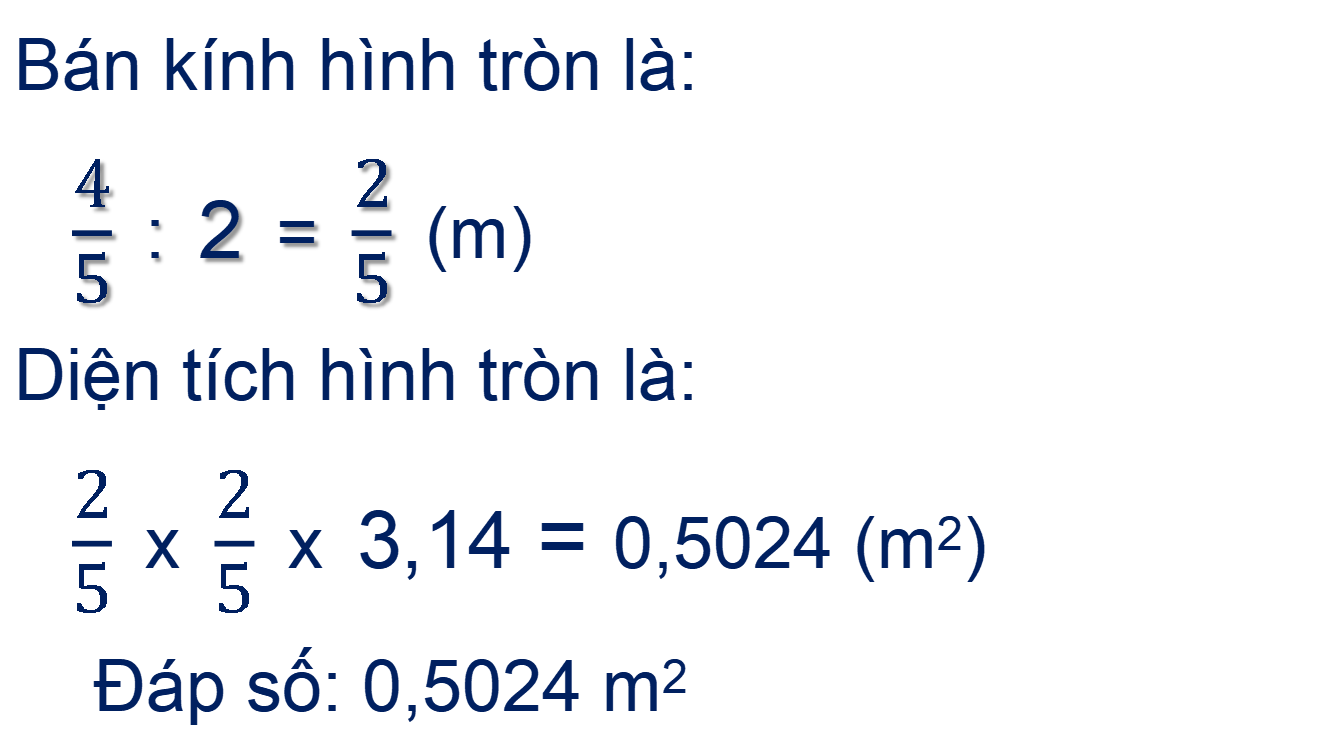 Bán kính hình tròn là:
4/5 : 2 = 2/5 (m)
Diện tích hình tròn là:
2/5 x 2/5 x 3,14 = 0,5024 (m²)
Đáp số: 0,5024 m²